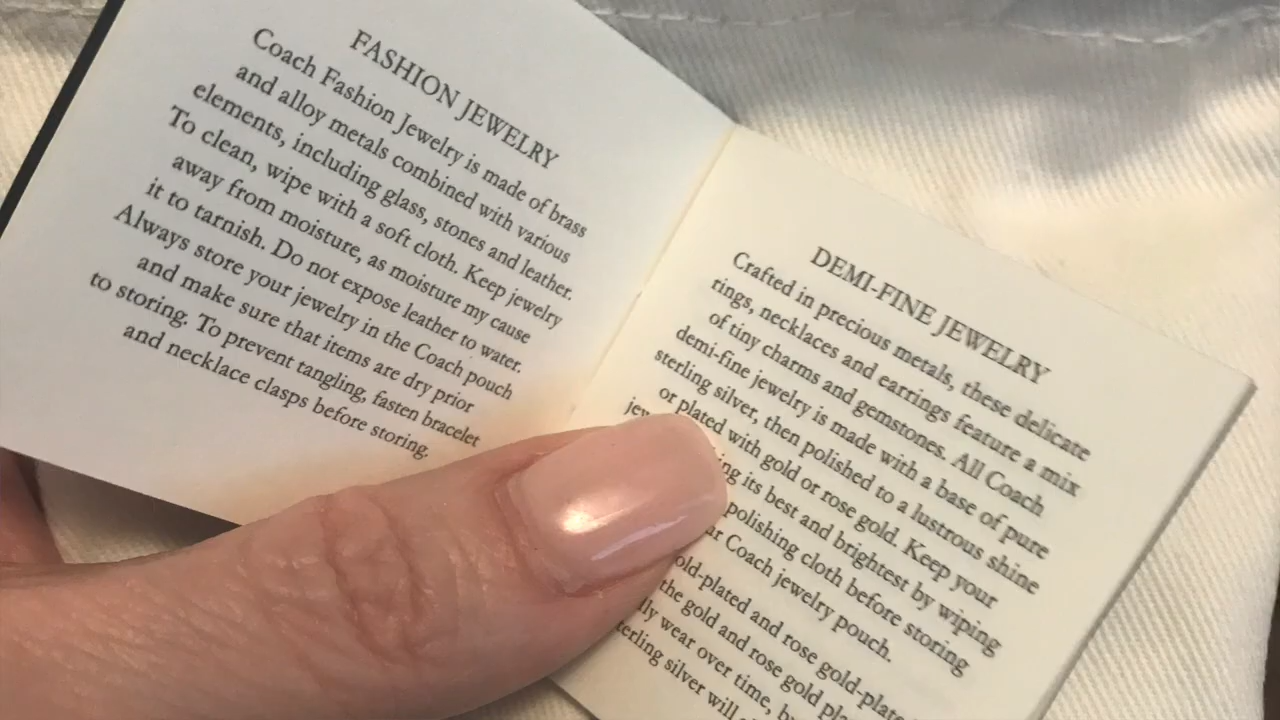 FASHION JEWELRY
Coach Fashion Jewelry is made of brass
and alloy metals combined with various
elements, including glass, stones and leather.
To clean, wipe with a soft cloth. Keep jewelry
away from moisture, as moisture my cause
it to tarnish. Do not expose leather to water.
Always store your jewelry in the Coach pouch
and make sure that items are dry prior
to storing. To prevent tangling, fasten bracelet
and necklace clasps before storing.
DEMI-FINE JEWELRY
Crafted in precious metals, these delicate
rings, necklaces and earrings feature a mix
of tiny charms and gemstones. All Coach
demi-fine jewelry is made with a base of pure
sterling silver, then polished to a lustrous shine
or plated with gold or rose gold. Keep your
its best and brightest by wiping
polishing cloth before storing
Coach jewelry pouch.
gold-plated and rose gold-plate
the gold and rose gold
wear over time,
sterling silver will